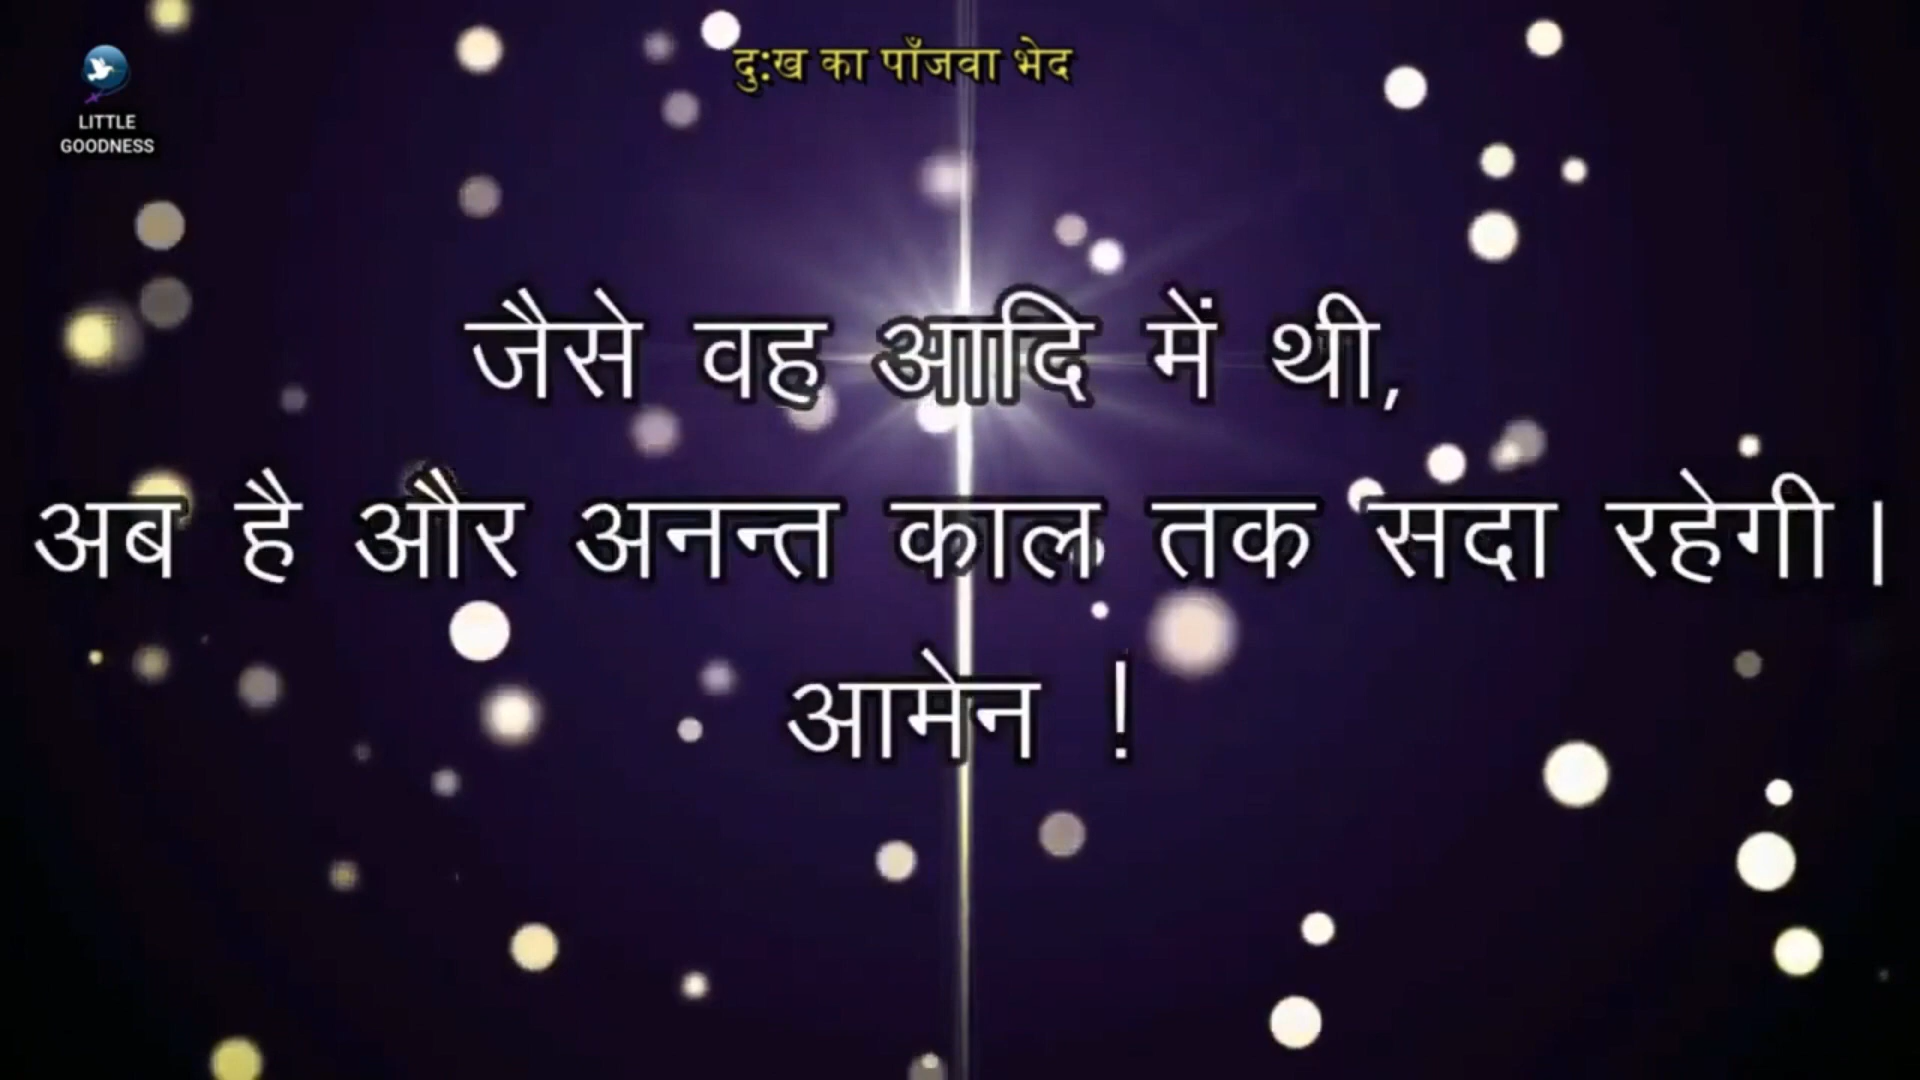 दु:ख का पाँजवा भेद
LITTLE
GOODNESS
जैसे वह आदि में थी,
अब है और अनन्त काल तक सदा रहेगी।
आमेन !